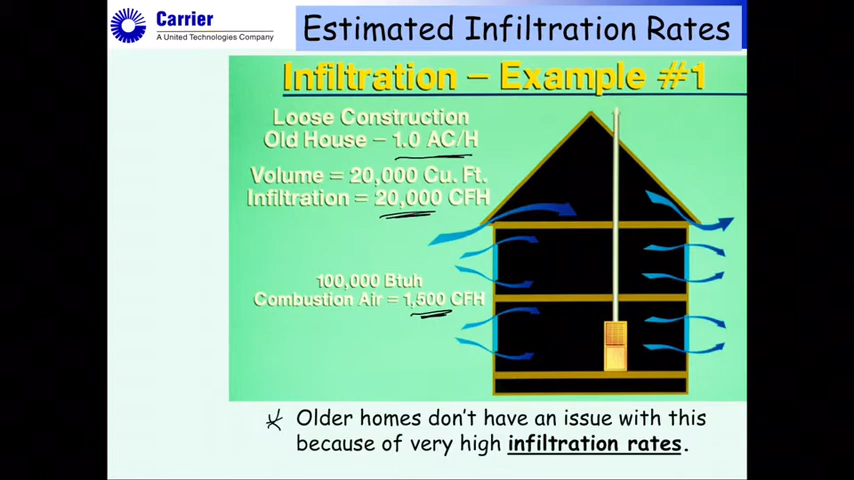 Carrier
A United Technologies Company
Estimated Infiltration Rates
Infiltration – Example #1
Loose Construction
Old House – 1.0 AC/H
Volume = 20,000 Cu. Ft.
Infiltration = 20,000 CFH
100,000 Btuh
Combustion Air = 1,500 CFH
Older homes don't have an issue with this
because of very high infiltration rates.